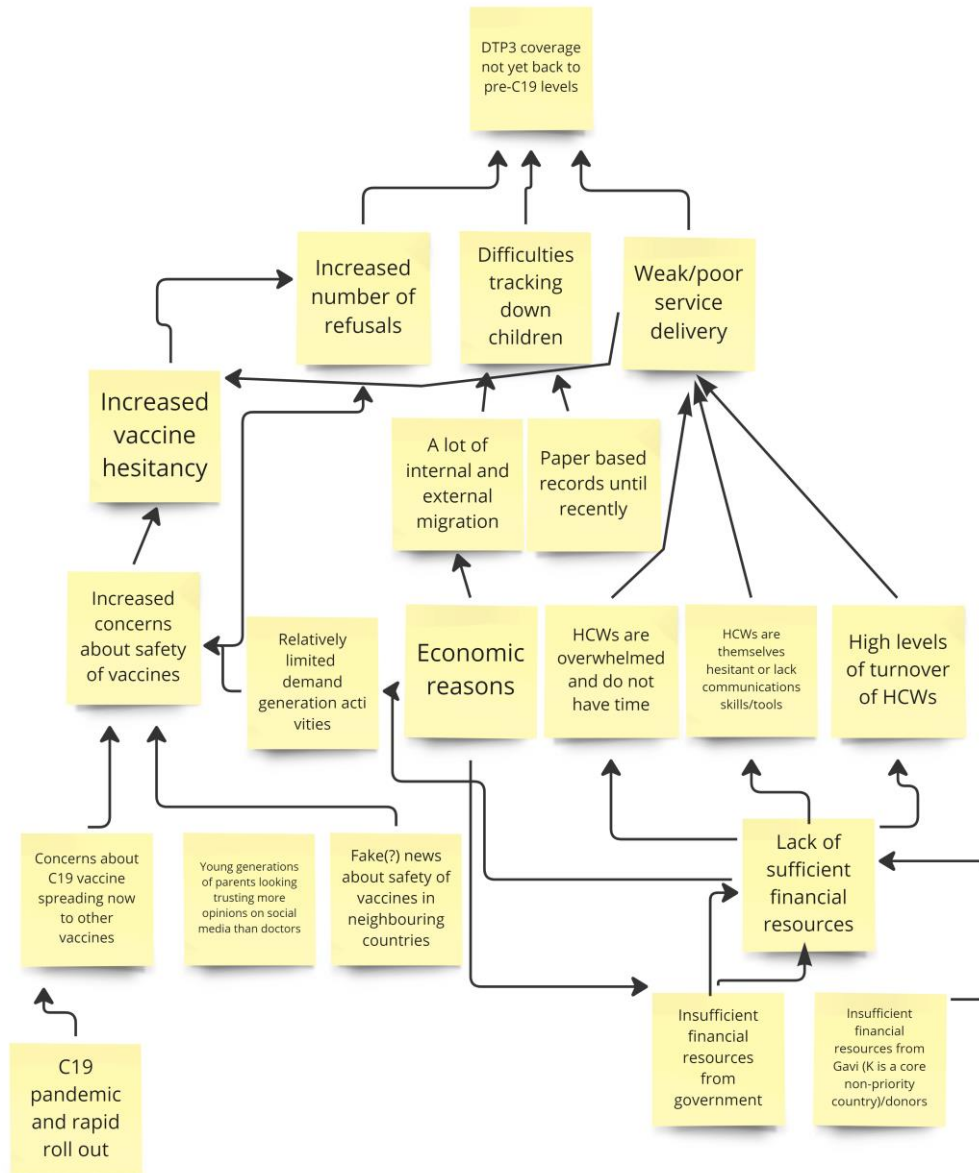 DTP3 coverage
not yet back to
pre-C19 levels
Increased
number of
refusals
Difficulties
tracking
down
children
Weak/poor
service
delivery
Increased
vaccine
hesitancy
A lot of
internal and
external
migration
Paper based
records until
recently
Increased
concerns
about safety
of vaccines
Relatively
limited
demand
generation acti
vities
Economic
reasons
HCWs are
overwhelmed
and do not
have time
HCWs are
themselves
hesitant or lack
communications
skills/tools
High levels
of turnover
of HCWs
Concerns about
C19 vaccine
spreading now
to other
vaccines
Young generations
of parents looking
trusting more
opinions on social
media than doctors
Fake(?) news
about safety of
vaccines in
neighbouring
countries
Lack of
sufficient
financial
resources
C19
pandemic
and rapid
roll out
Insufficient
financial
resources
from
government
Insufficient
financial
resources from
Gavi (K is a core
non-priority
country)/donors